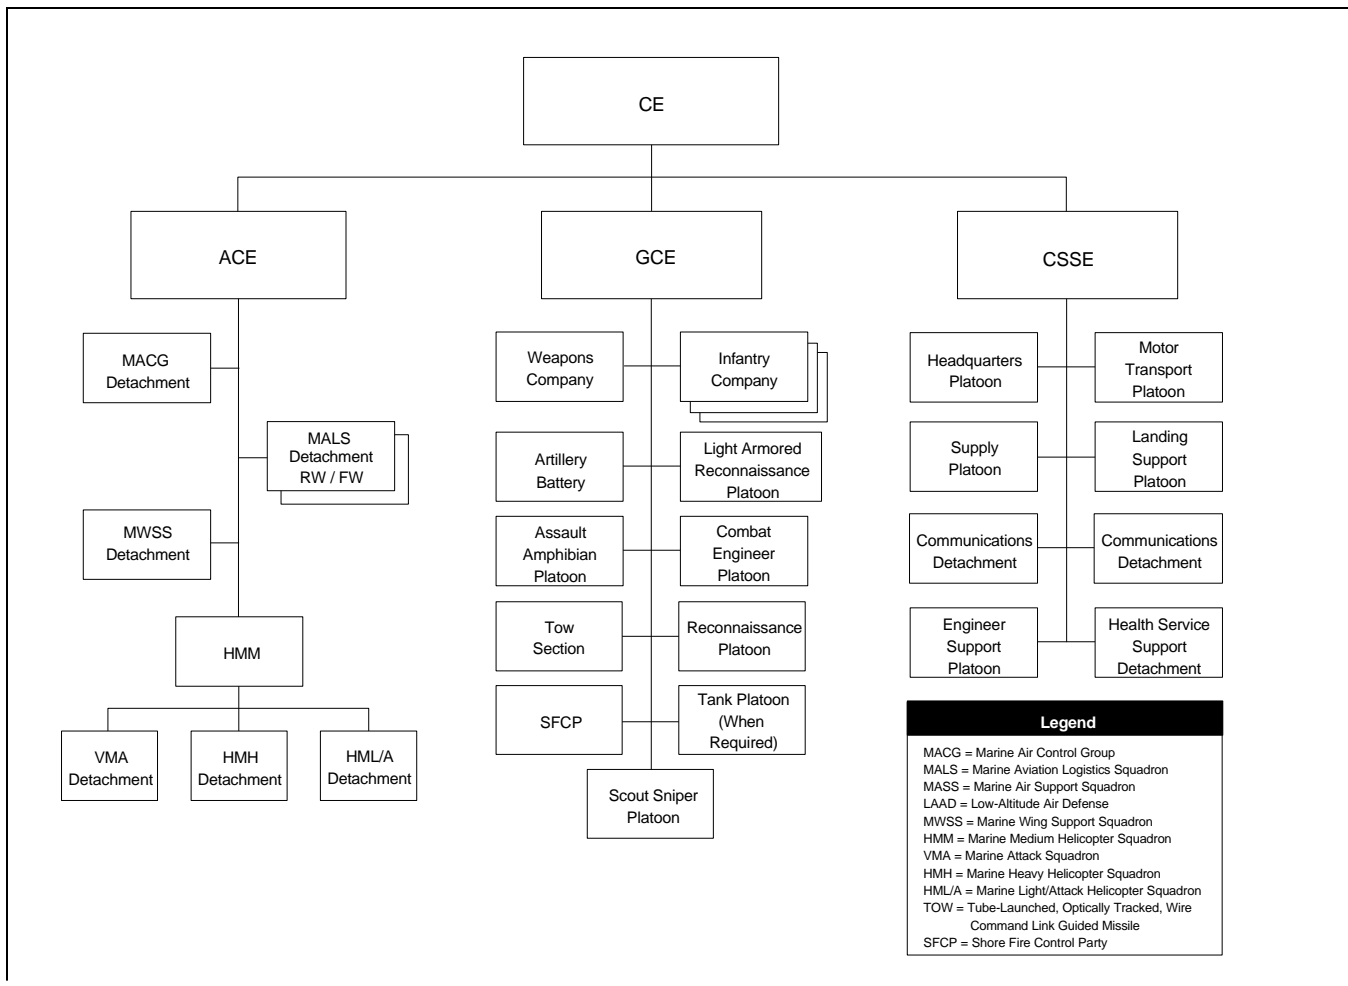 CE
ACE
GCE
CSSE
MACG
Detachment
MALS
Detachment
RW / FW
MWSS
Detachment
HMM
VMA
Detachment
HMH
Detachment
HML/A
Detachment
Weapons
Company
Infantry
Company
Artillery
Battery
Light Armored
Reconnaissance
Platoon
Assault
Amphibian
Platoon
Combat
Engineer
Platoon
Tow
Section
Reconnaissance
Platoon
SFCP
Tank Platoon
(When
Required)
Scout Sniper
Platoon
Headquarters
Platoon
Motor
Transport
Platoon
Supply
Platoon
Landing
Support
Platoon
Communications
Detachment
Communications
Detachment
Engineer
Support
Platoon
Health Service
Support
Detachment
Legend
MACG = Marine Air Control Group
MALS = Marine Aviation Logistics Squadron
MASS = Marine Air Support Squadron
LAAD = Low-Altitude Air Defense
MWSS = Marine Wing Support Squadron
HMM = Marine Medium Helicopter Squadron
VMA = Marine Attack Squadron
HMH = Marine Heavy Helicopter Squadron
HML/A = Marine Light/Attack Helicopter Squadron
TOW = Tube-Launched, Optically Tracked, Wire
Command Link Guided Missile
SFCP = Shore Fire Control Party